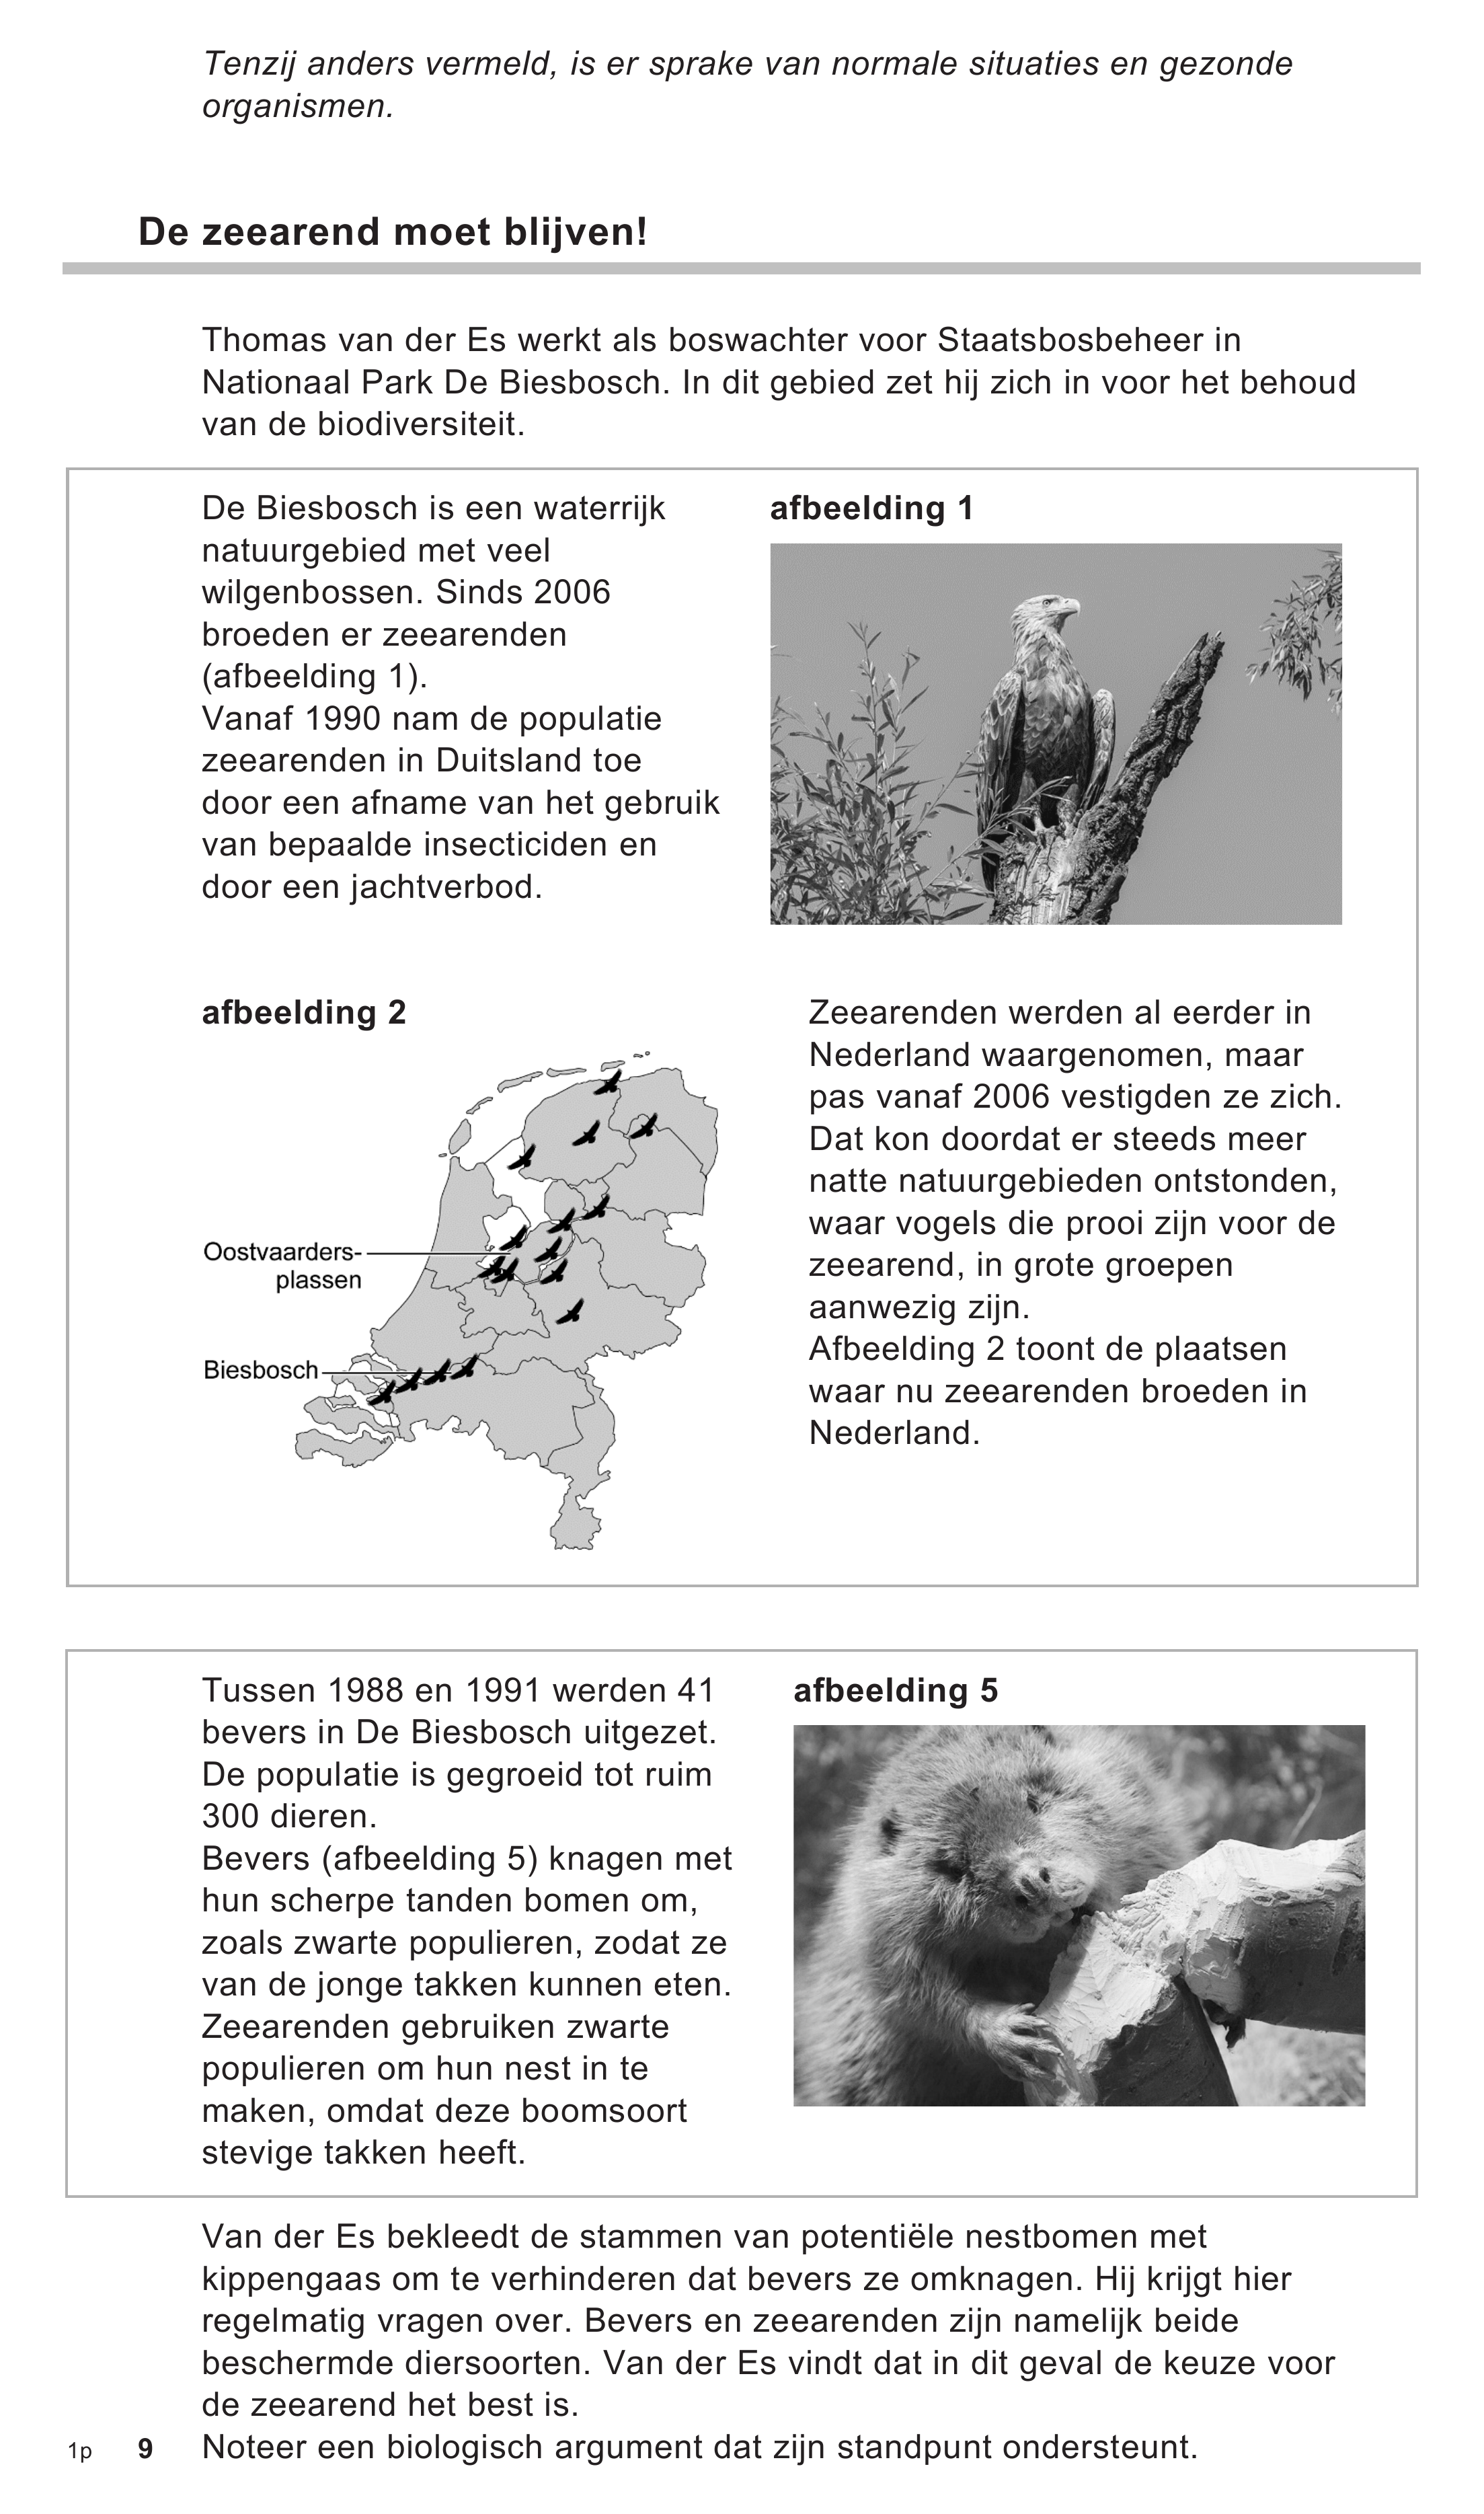 Tenzij anders vermeld, is er sprake van normale situaties en gezonde
organismen.
De zeearend moet blijven!
Thomas van der Es werkt als boswachter voor Staatsbosbeheer in
Nationaal Park De Biesbosch. In dit gebied zet hij zich in voor het behoud
van de biodiversiteit.
De Biesbosch is een waterrijk
natuurgebied met veel
wilgenbossen. Sinds 2006
broeden er zeearenden
(afbeelding 1).
Vanaf 1990 nam de populatie
zeearenden in Duitsland toe
door een afname van het gebruik
van bepaalde insecticiden en
door een jachtverbod.
afbeelding 1
afbeelding 2
Oostvaarders-
plassen
Biesbosch
Zeearenden werden al eerder in
Nederland waargenomen, maar
pas vanaf 2006 vestigden ze zich.
Dat kon doordat er steeds meer
natte natuurgebieden ontstonden,
waar vogels die prooi zijn voor de
zeearend, in grote groepen
aanwezig zijn.
Afbeelding 2 toont de plaatsen
waar nu zeearenden broeden in
Nederland.
Tussen 1988 en 1991 werden 41
bevers in De Biesbosch uitgezet.
De populatie is gegroeid tot ruim
300 dieren.
Bevers (afbeelding 5) knagen met
hun scherpe tanden bomen om,
zoals zwarte populieren, zodat ze
van de jonge takken kunnen eten.
Zeearenden gebruiken zwarte
populieren om hun nest in te
maken, omdat deze boomsoort
stevige takken heeft.
afbeelding 5
Van der Es bekleedt de stammen van potentiële nestbomen met
kippengaas om te verhinderen dat bevers ze omknagen. Hij krijgt hier
regelmatig vragen over. Bevers en zeearenden zijn namelijk beide
beschermde diersoorten. Van der Es vindt dat in dit geval de keuze voor
de zeearend het best is.
1p 9 Noteer een biologisch argument dat zijn standpunt ondersteunt.